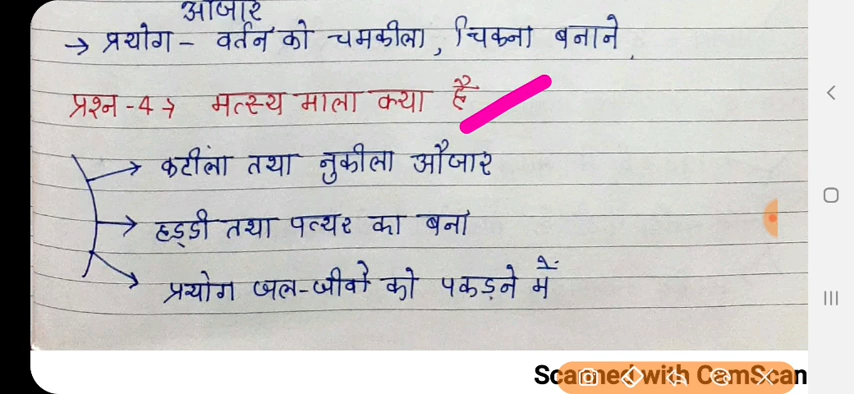 औजार
→ प्रयोग - वर्तन को चमकीला, चिकना बनाने
प्रश्न-4→ मत्स्य माला क्या है
→ कटीला तथा नुकीला औजार
→ हड्डी तथा पत्थर का बना
→ प्रयोग जल-जीवो को पकड़ने में
Scanned with CamScan